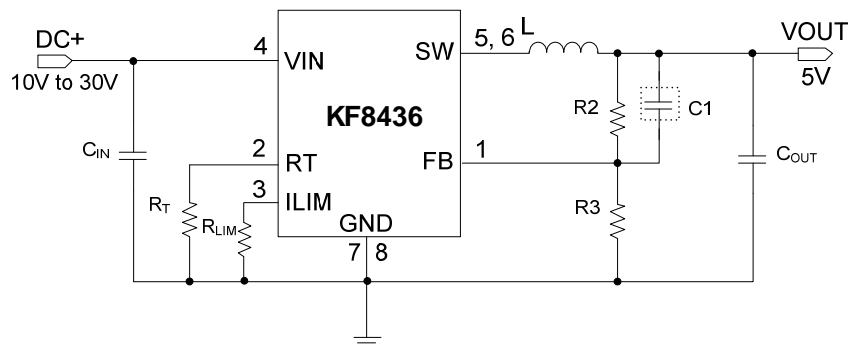 DC+
10V to 30V
4
VIN
SW
5, 6
L
VOUT
5V
KF8436
R2
C1
CIN
2
RT
FB
1
COUT
3
ILIM
RT
RLIM
R3
GND
7
8